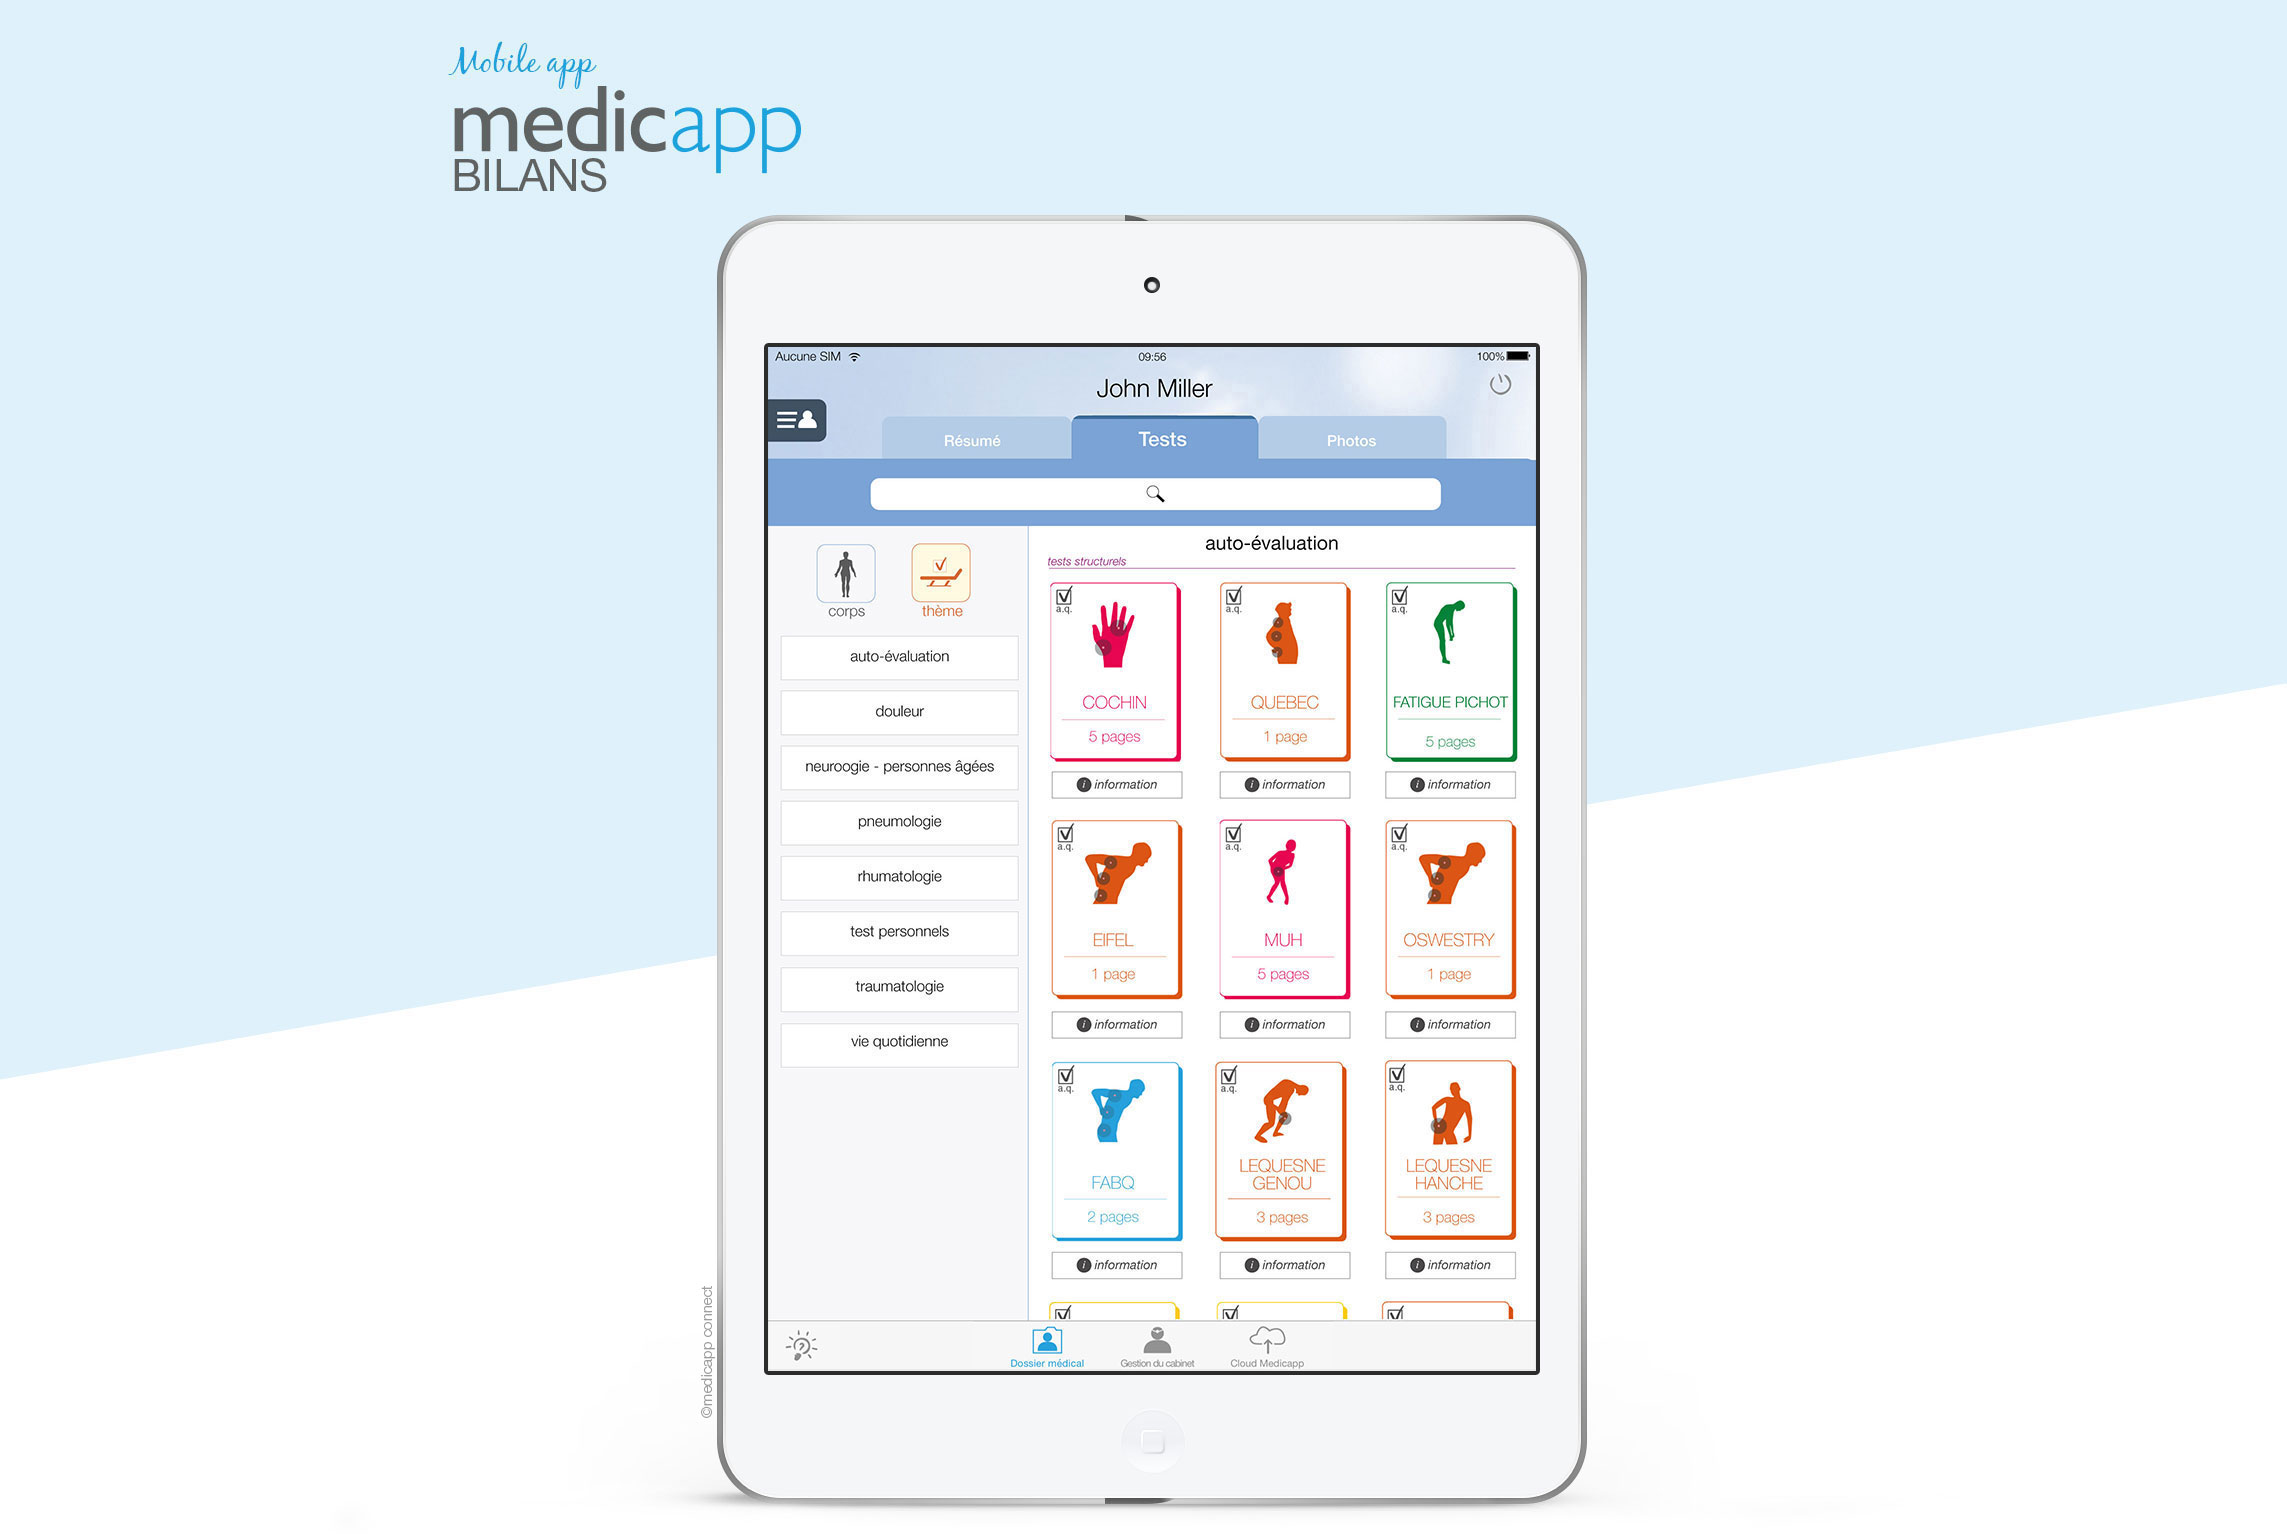 Mobile app
medicapp
BILANS
Aucune SIM 09:56 100%
John Miller
Résumé Tests Photos
corps thème
auto-évaluation
douleur
neuroogie - personnes âgées
pneumologie
rhumatologie
test personnels
traumatologie
vie quotidienne
auto-évaluation
tests structurels
a.q. a.q. a.q.
COCHIN QUEBEC FATIGUE PICHOT
5 pages 1 page 5 pages
i information i information i information
a.q. a.q. a.q.
EIFEL MUH OSWESTRY
1 page 5 pages 1 page
i information i information i information
a.q. a.q. a.q.
FABQ LEQUESNE GENOU LEQUESNE HANCHE
2 pages 3 pages 3 pages
i information i information i information
Dossier médical Gestion du cabinet Cloud Medicapp
©medicapp connect